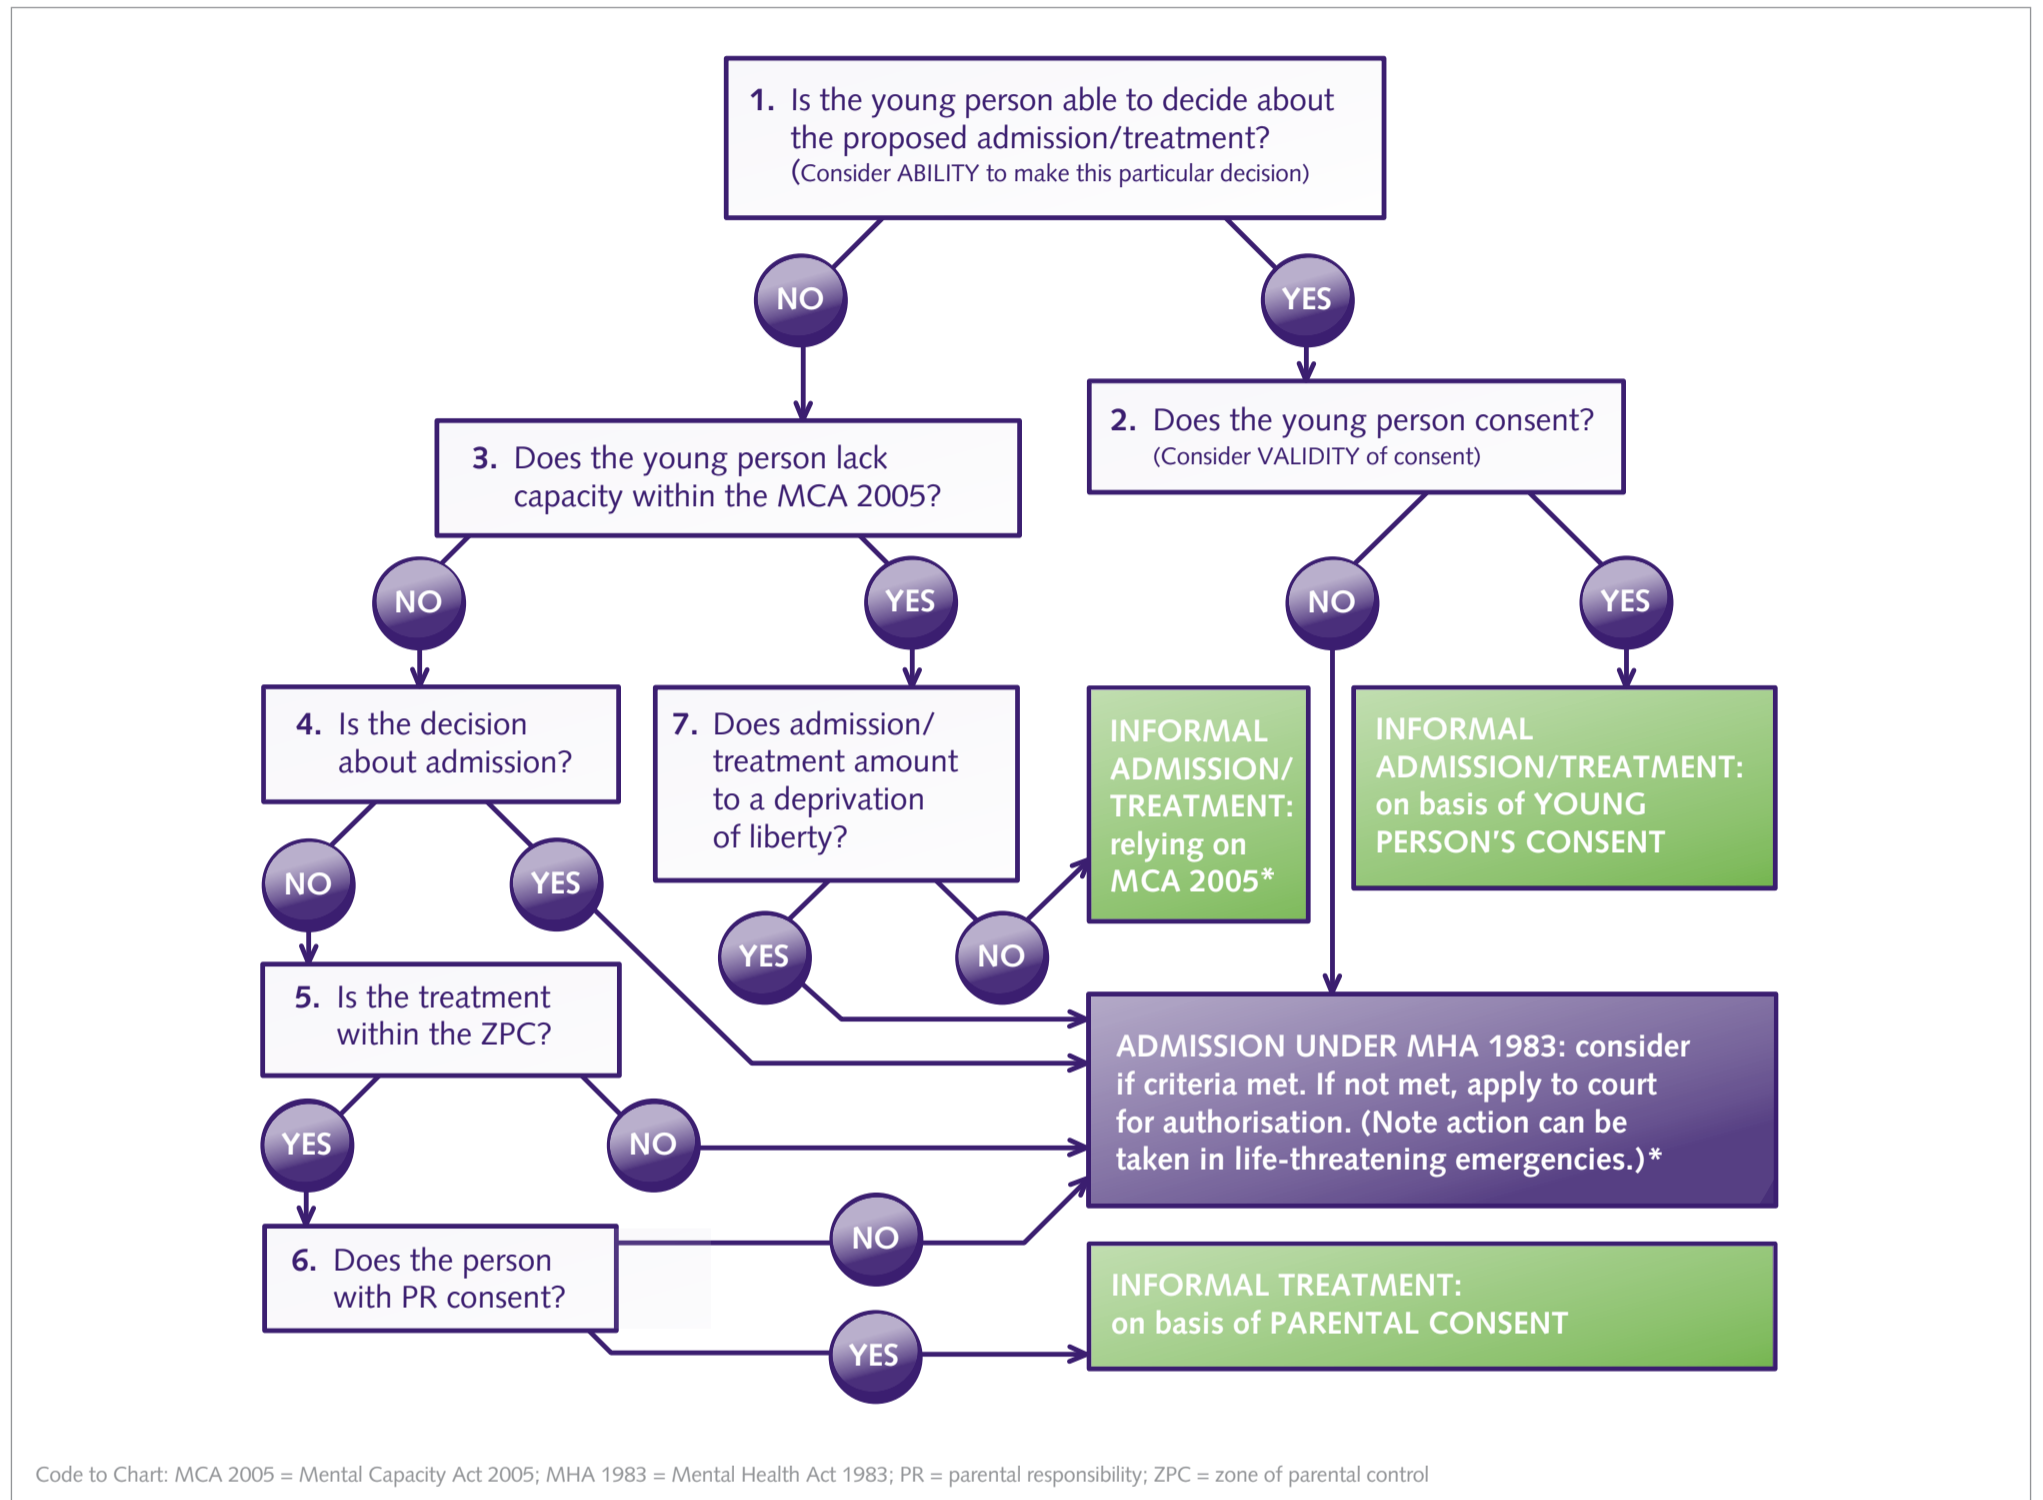 1. Is the young person able to decide about
the proposed admission/treatment?
(Consider ABILITY to make this particular decision)
NO
YES
2. Does the young person consent?
(Consider VALIDITY of consent)
3. Does the young person lack
capacity within the MCA 2005?
NO
YES
NO
YES
4. Is the decision
about admission?
7. Does admission/
treatment amount
to a deprivation
of liberty?
INFORMAL
ADMISSION/
TREATMENT:
relying on
MCA 2005*
INFORMAL
ADMISSION/TREATMENT:
on basis of YOUNG
PERSON'S CONSENT
NO
YES
YES
NO
5. Is the treatment
within the ZPC?
ADMISSION UNDER MHA 1983: consider
if criteria met. If not met, apply to court
for authorisation. (Note action can be
taken in life-threatening emergencies.)*
YES
NO
6. Does the person
with PR consent?
NO
YES
INFORMAL TREATMENT:
on basis of PARENTAL CONSENT
Code to Chart: MCA 2005 = Mental Capacity Act 2005; MHA 1983 = Mental Health Act 1983; PR = parental responsibility; ZPC = zone of parental control